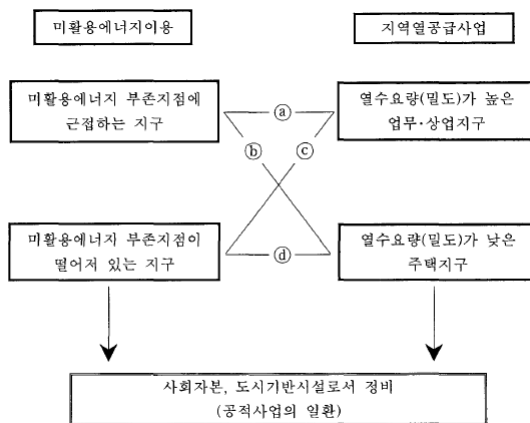 미활용에너지이용
지역열공급사업
미활용에너지 부존지점에
근접하는 지구
열수요량(밀도)가 높은
업무·상업지구
ⓐ
ⓑ
ⓒ
미활용에너자 부존지점이
떨어져 있는 지구
ⓓ
열수요량(밀도)가 낮은
주택지구
사회자본, 도시기반시설로서 정비
(공적사업의 일환)